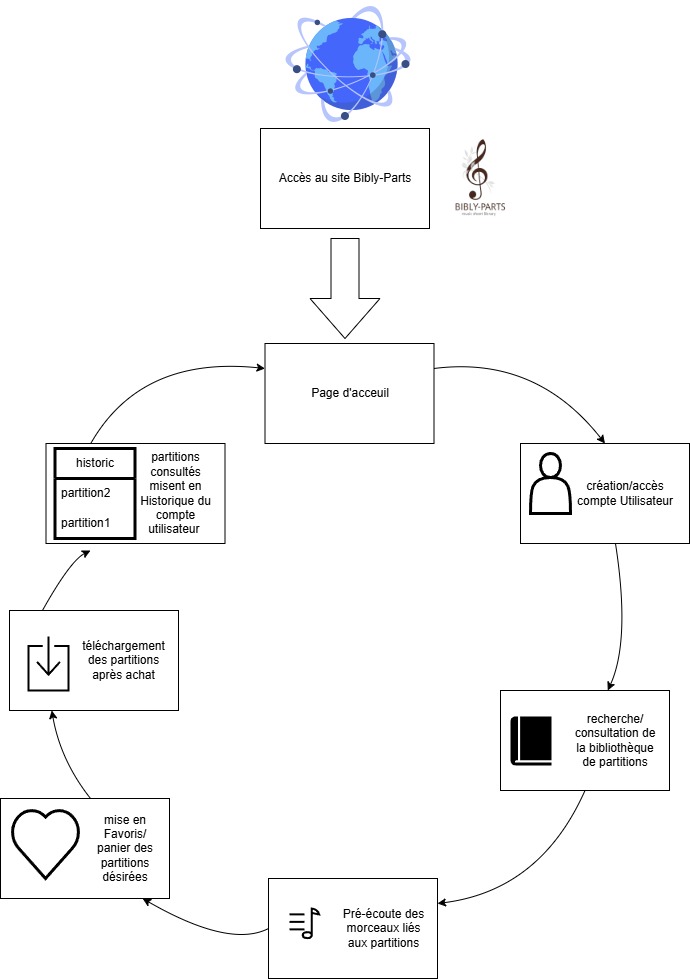 Accès au site Bibly-Parts
BIBLY-PARTS
music sheet library
Page d'acceuil
historic
partition2
partition1
partitions
consultés
misent en
Historique du
compte
utilisateur
création/accès
compte Utilisateur
téléchargement
des partitions
après achat
recherche/
consultation de
la bibliothèque
de partitions
mise en
Favoris/
panier des
partitions
désirées
Pré-écoute des
morceaux liés
aux partitions